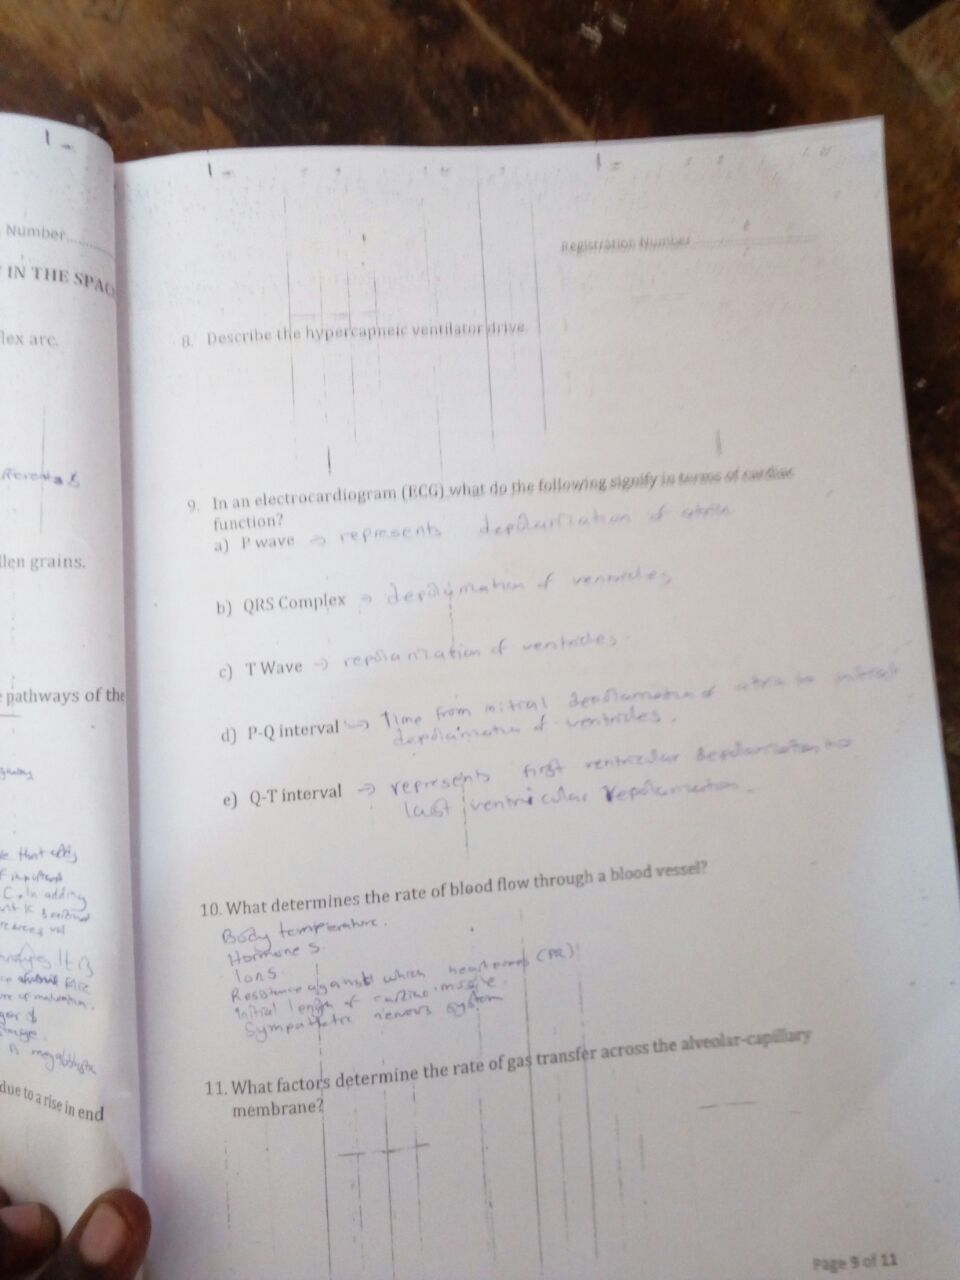 Number..........
IN THE SPAC
lex arc.
llen grains.
pathways of the
due to a rise in end
Registration Number
8. Describe the hypercapneic ventilator drive.
9. In an electrocardiogram (ECG) what do the following signify in terms of cardiac
function?
a) P wave → represents depolarization of atria
b) QRS Complex → depolarization of ventricles
c) T Wave → repolarization of ventricles.
d) P-Q interval → Time from initial depolarization of atria to
depolarization of ventricles.
e) Q-T interval → represents first ventricular depolarization to
last ventricular repolarization.
10. What determines the rate of blood flow through a blood vessel?
Body temperature.
Hormones.
Ions.
Resistance against which heart pumps (PR)
Initial length of cardiac muscle.
Sympathetic nervous system
11. What factors determine the rate of gas transfer across the alveolar-capillary
membrane?
Page 9 of 11